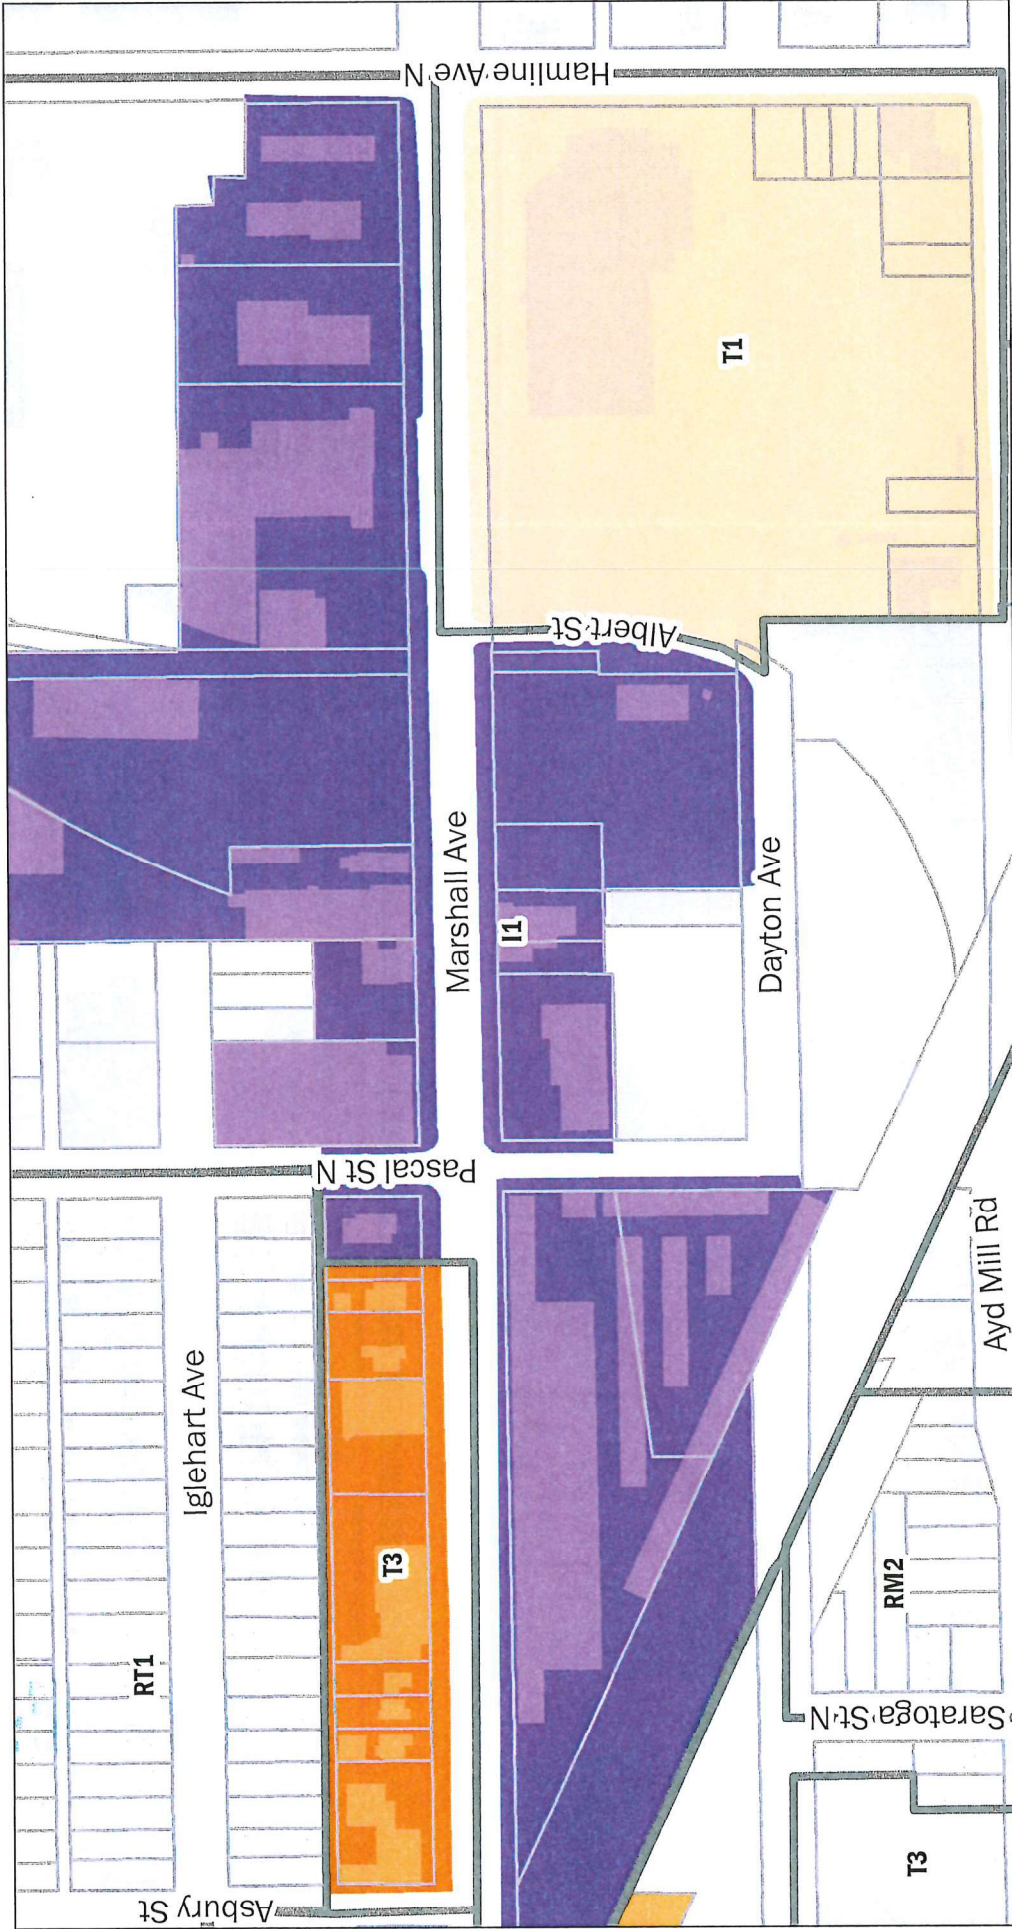 Hamline Ave N
T1
Albert St
Marshall Ave
I1
Dayton Ave
Pascal St N
Ayd Mill Rd
Iglehart Ave
T3
RM2
RT1
Saratoga St N
T3
Asbury St